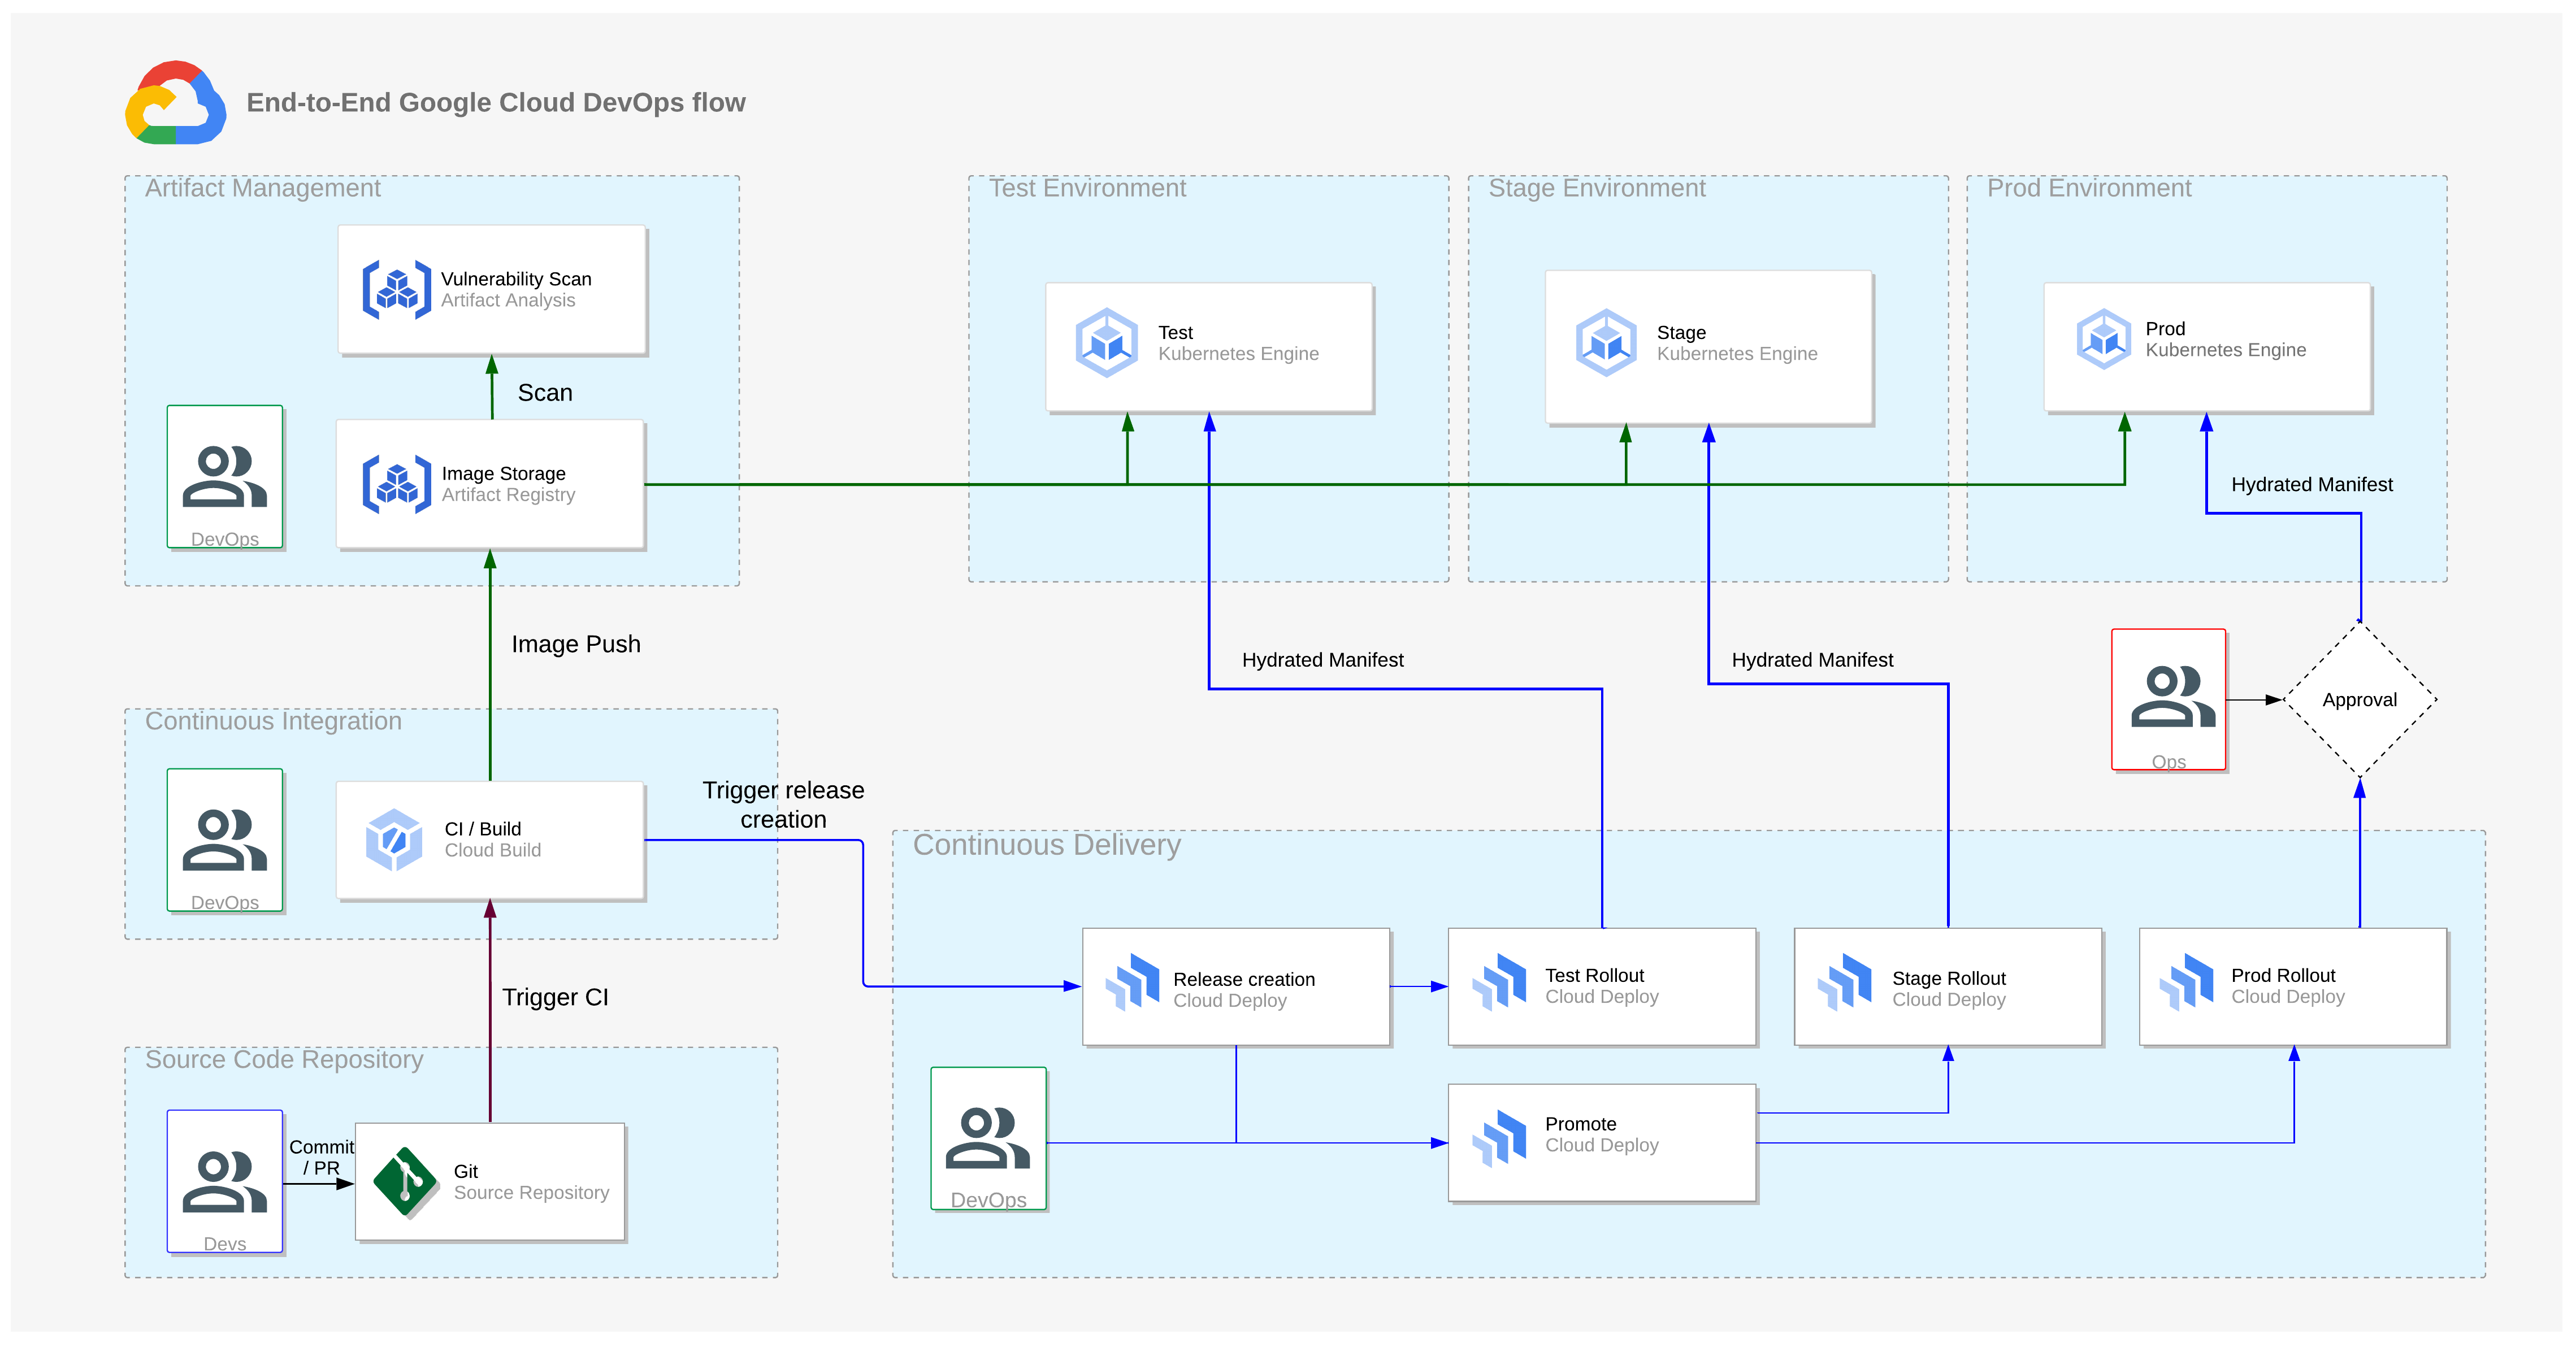 End-to-End Google Cloud DevOps flow
Artifact Management
Vulnerability Scan
Artifact Analysis
Scan
DevOps
Image Storage
Artifact Registry
Test Environment
Test
Kubernetes Engine
Stage Environment
Stage
Kubernetes Engine
Prod Environment
Prod
Kubernetes Engine
Hydrated Manifest
Image Push
Hydrated Manifest
Hydrated Manifest
Ops
Approval
Continuous Integration
DevOps
CI / Build
Cloud Build
Trigger release
creation
Trigger CI
Continuous Delivery
Release creation
Cloud Deploy
Test Rollout
Cloud Deploy
Stage Rollout
Cloud Deploy
Prod Rollout
Cloud Deploy
DevOps
Promote
Cloud Deploy
Source Code Repository
Devs
Commit
/ PR
Git
Source Repository